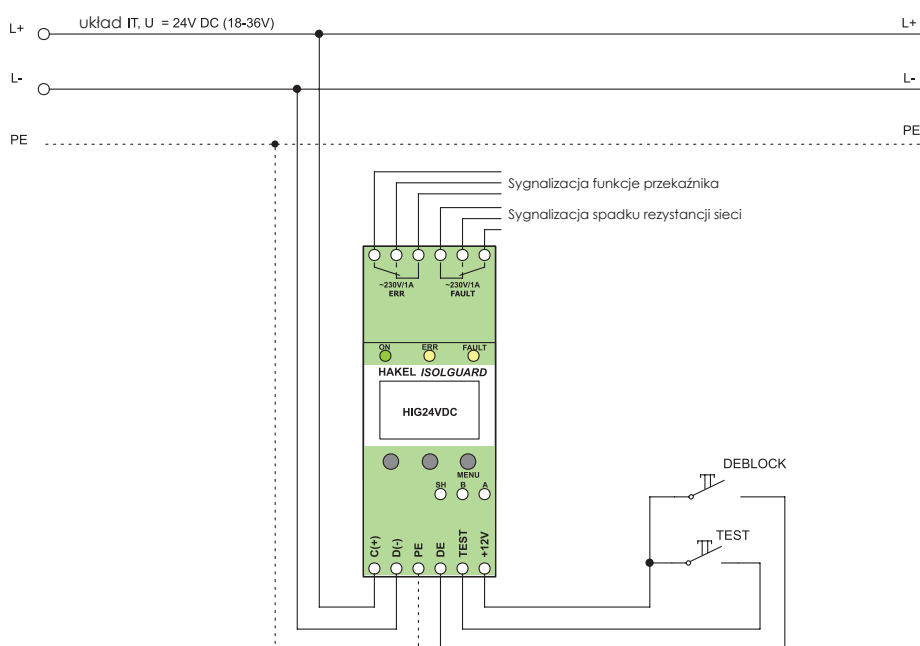 układ IT, U = 24V DC (18-36V)
L+
L+
L-
L-
PE
PE
Sygnalizacja funkcje przekaźnika
Sygnalizacja spadku rezystancji sieci
~230V/1A
ERR
~230V/1A
FAULT
ON
ERR
FAULT
HAKEL ISOLGUARD
HIG24VDC
MENU
SH
B
A
C(+)
D(-)
PE
DE
TEST
+12V
DEBLOCK
TEST